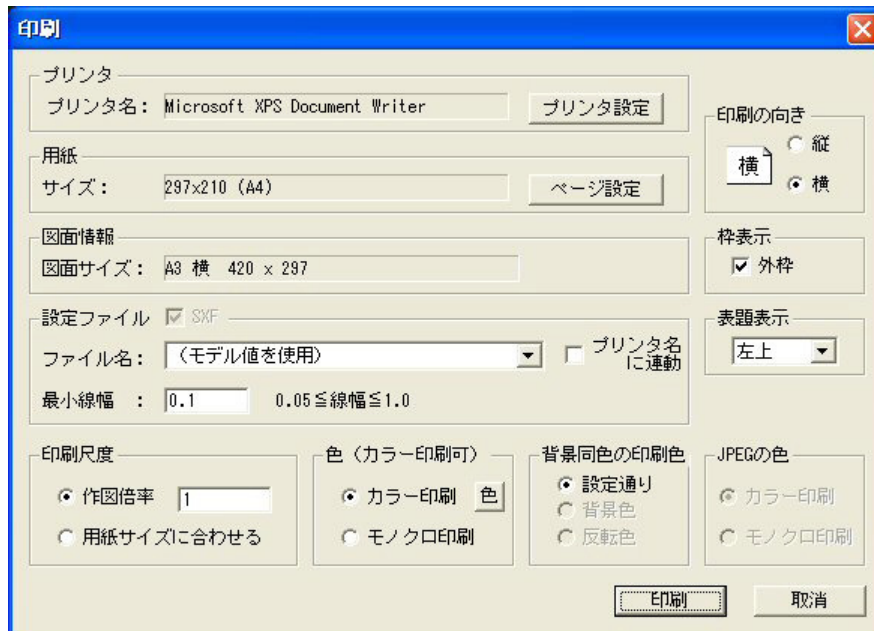 印刷
プリンタ
プリンタ名： Microsoft XPS Document Writer プリンタ設定
用紙
サイズ： 297x210 (A4) ページ設定
印刷の向き
横
縦
横
図面情報
図面サイズ： A3 横 420 x 297
枠表示
外枠
設定ファイル SXF
ファイル名： （モデル値を使用） プリンタ名
に連動
最小線幅 ： 0.1 0.05≦線幅≦1.0
表題表示
左上
印刷尺度
作図倍率 1
用紙サイズに合わせる
色（カラー印刷可）
カラー印刷 色
モノクロ印刷
背景同色の印刷色
設定通り
背景色
反転色
JPEGの色
カラー印刷
モノクロ印刷
印刷 取消